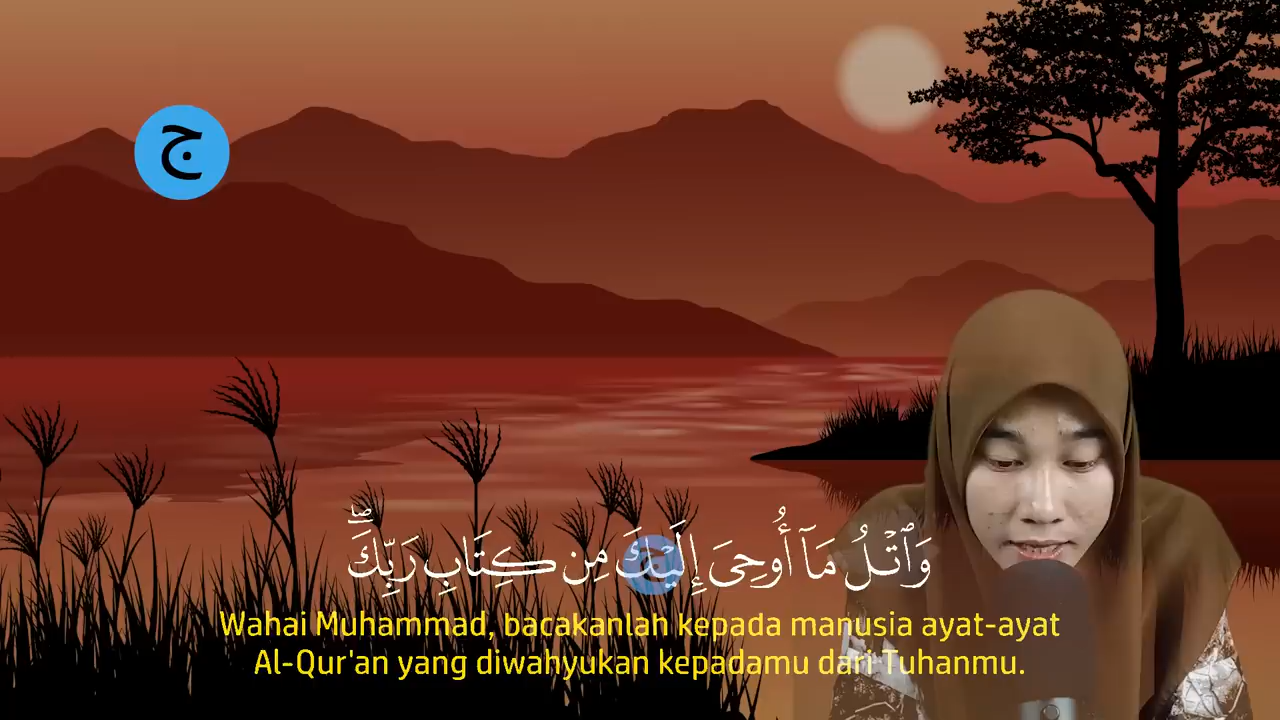 ج
وَٱتْلُ مَآ أُوحِىَ إِلَيْكَ مِن كِتَابِ رَبِّكَ ۖ
Wahai Muhammad, bacakanlah kepada manusia ayat-ayat
Al-Qur'an yang diwahyukan kepadamu dari Tuhanmu.